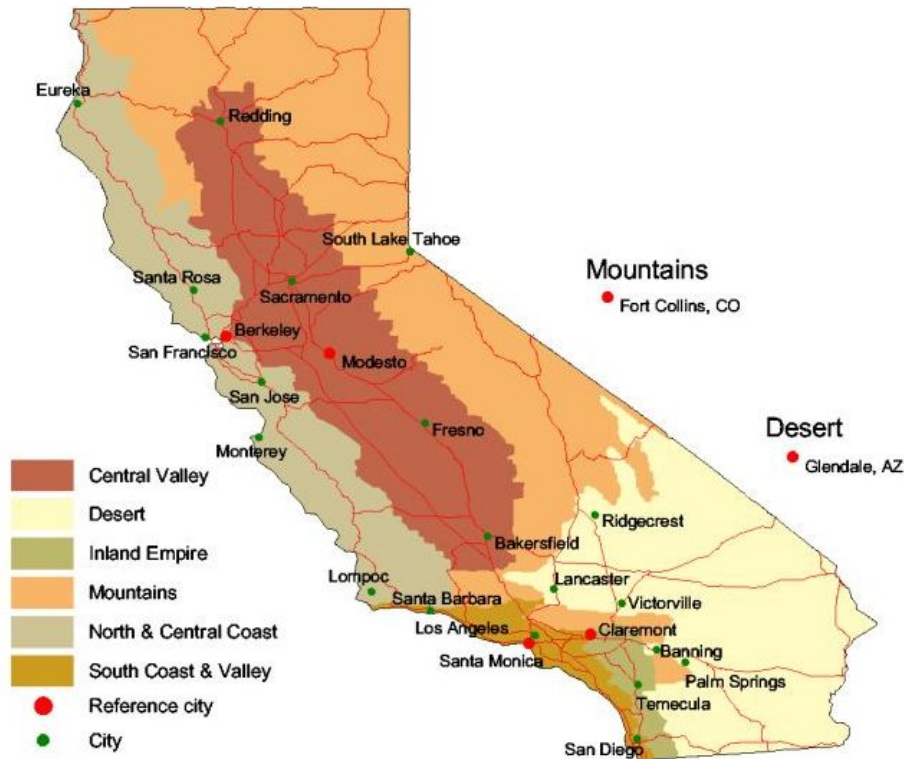 Eureka
Redding
South Lake Tahoe
Mountains
Santa Rosa
Sacramento
Fort Collins, CO
Berkeley
San Francisco
Modesto
San Jose
Fresno
Desert
Monterey
Glendale, AZ
Central Valley
Desert
Ridgecrest
Inland Empire
Bakersfield
Mountains
Lompoc
Lancaster
Santa Barbara
Victorville
North & Central Coast
Los Angeles
Claremont
Santa Monica
Banning
South Coast & Valley
Palm Springs
Temecula
Reference city
City
San Diego